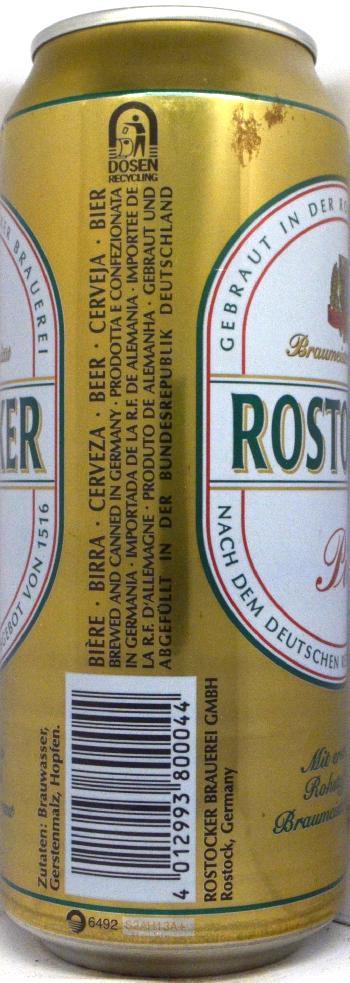 DOSEN
RECYCLING
BIÈRE · BIRRA · CERVEZA · BEER · CERVEJA · BIER
BREWED AND CANNED IN GERMANY · PRODOTTA E CONFEZIONATA
IN GERMANIA · IMPORTADA DE LA R.F. DE ALEMANIA · IMPORTEE DE
LA R.F. D'ALLEMAGNE · PRODUTO DE ALEMANHA · GEBRAUT UND
ABGEFÜLLT IN DER BUNDESREPUBLIK DEUTSCHLAND
Zutaten: Brauwasser,
Gerstenmalz, Hopfen.
4 012993 800044
ROSTOCKER BRAUEREI GMBH
Rostock, Germany
6492
BRAUEREI
KER
GEBOT VON 1516
GEBRAUT IN DER
ROSTO
NACH DEM DEUTSCHEN
Mit